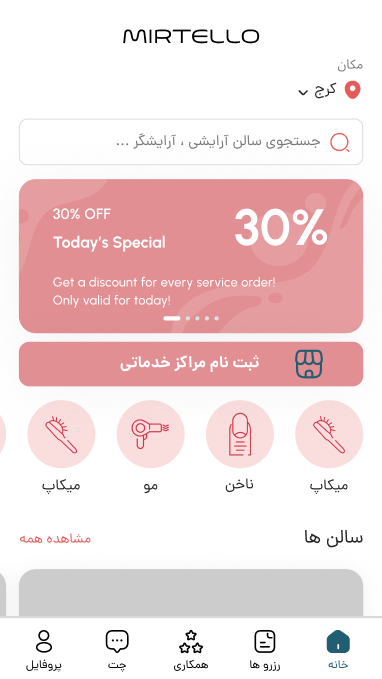 MIRTELLO
مکان
کرج
جستجوی سالن آرایشی ، آرایشگر ...
30% OFF
30%
Today's Special
Get a discount for every service order!
Only valid for today!
ثبت نام مراکز خدماتی
میکاپ
ناخن
مو
میکاپ
سالن ها
مشاهده همه
خانه
رزرو ها
همکاری
چت
پروفایل